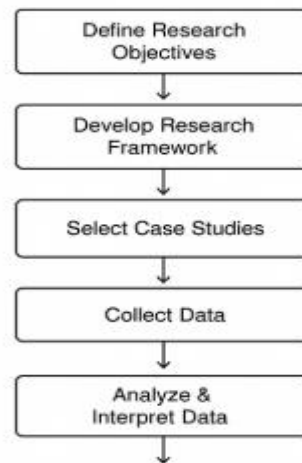 Define Research
Objectives
Develop Research
Framework
Select Case Studies
Collect Data
Analyze &
Interpret Data